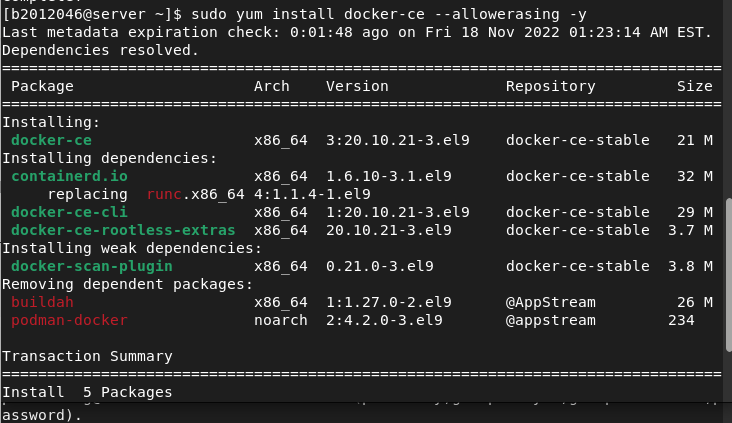 [b2012046@server ~]$ sudo yum install docker-ce --allowerasing -y
Last metadata expiration check: 0:01:48 ago on Fri 18 Nov 2022 01:23:14 AM EST.
Dependencies resolved.
================================================================================
 Package                    Arch    Version             Repository         Size
================================================================================
Installing:
 docker-ce                  x86_64  3:20.10.21-3.el9    docker-ce-stable   21 M
Installing dependencies:
 containerd.io              x86_64  1.6.10-3.1.el9      docker-ce-stable   32 M
     replacing  runc.x86_64 4:1.1.4-1.el9
 docker-ce-cli              x86_64  1:20.10.21-3.el9    docker-ce-stable   29 M
 docker-ce-rootless-extras  x86_64  20.10.21-3.el9      docker-ce-stable  3.7 M
Installing weak dependencies:
 docker-scan-plugin         x86_64  0.21.0-3.el9        docker-ce-stable  3.8 M
Removing dependent packages:
 buildah                    x86_64  1:1.27.0-2.el9      @AppStream         26 M
 podman-docker              noarch  2:4.2.0-3.el9       @appstream        234

Transaction Summary
================================================================================
Install  5 Packages
assword).